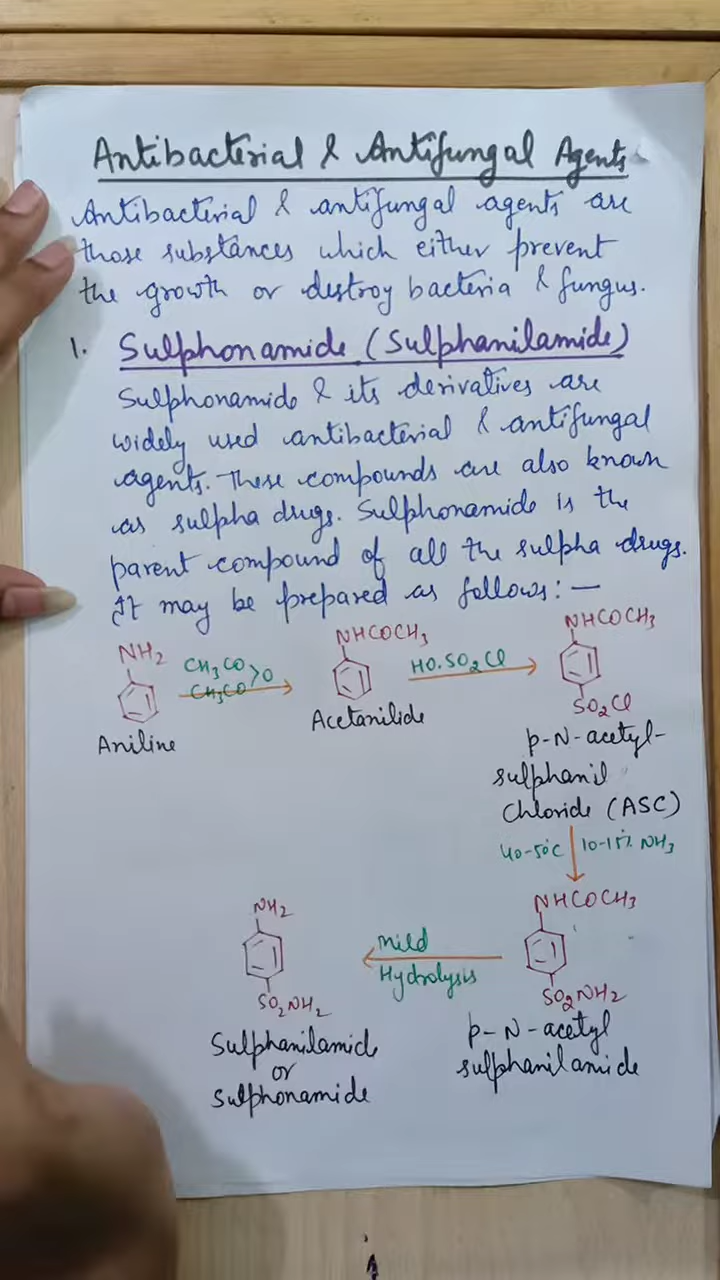 Antibacterial & Antifungal Agents
Antibacterial & antifungal agents are
those substances which either prevent
the growth or destroy bacteria & fungus.
1. Sulphonamide (Sulphanilamide)
Sulphonamide & its derivatives are
widely used antibacterial & antifungal
agents. These compounds are also known
as sulpha drugs. Sulphonamide is the
parent compound of all the sulpha drugs.
It may be prepared as follows: —
NH₂
CH₃CO
CH₃CO >O
NHCOCH₃
HO.SO₂Cl
NHCOCH₃
SO₂Cl
Aniline
Acetanilide
p-N-acetyl-
sulphanil
Chloride (ASC)
40-50°C 10-15% NH₃
NHCOCH₃
SO₂NH₂
p-N-acetyl
sulphanilamide
Mild
Hydrolysis
NH₂
SO₂NH₂
Sulphanilamide
or
Sulphonamide